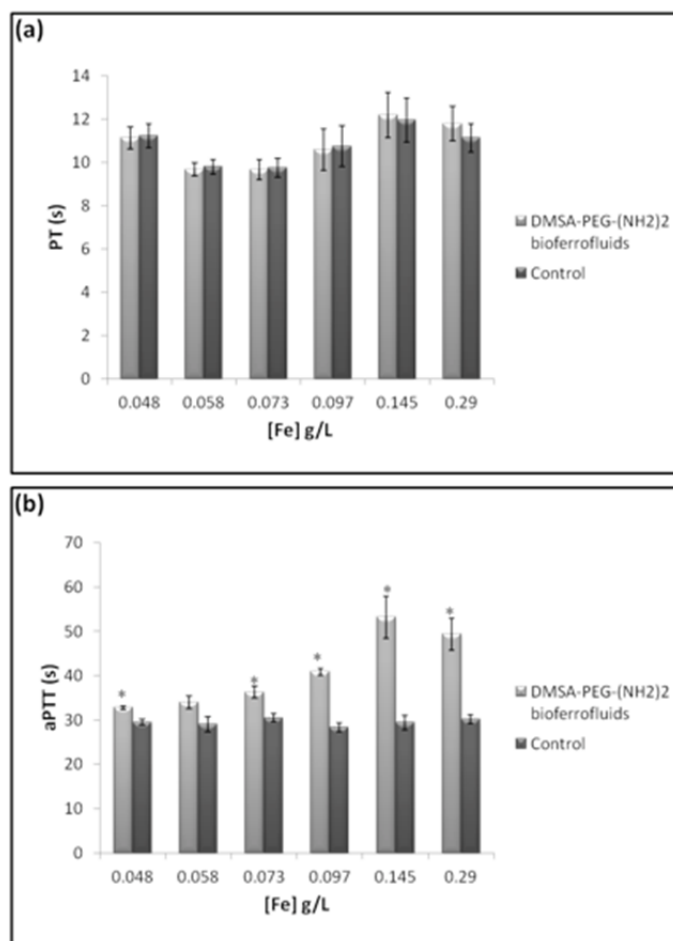 (a)
14
12
10
8
6
4
2
0
PT (s)
0.048 0.058 0.073 0.097 0.145 0.29
[Fe] g/L
DMSA-PEG-(NH2)2
bioferrofluids
Control
(b)
70
60
50
40
30
20
10
0
aPTT (s)
*
*
*
*
*
0.048 0.058 0.073 0.097 0.145 0.29
[Fe] g/L
DMSA-PEG-(NH2)2
bioferrofluids
Control